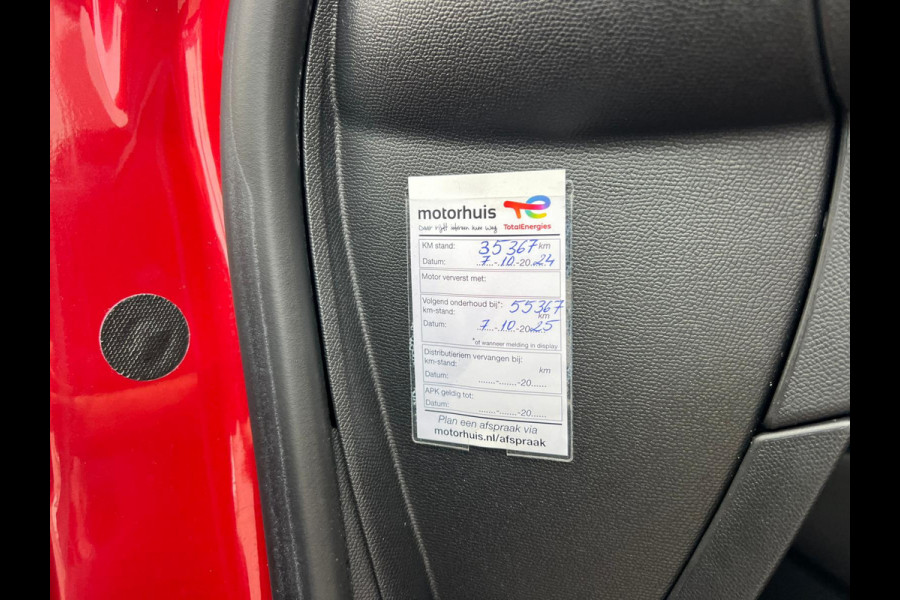 motorhuis
Daar rijdt iedereen kum weg TotalEnergies
KM stand: 35367 km
Datum: 7-10-2024
Motor ververst met:
Volgend onderhoud bij*: 55367
km-stand: km
Datum: 7-10-2025
*of wanneer melding in display
Distributieriem vervangen bij:
km-stand: km
Datum: .......-.......-20......
APK geldig tot:
Datum: .......-.......-20......
Plan een afspraak via
motorhuis.nl/afspraak